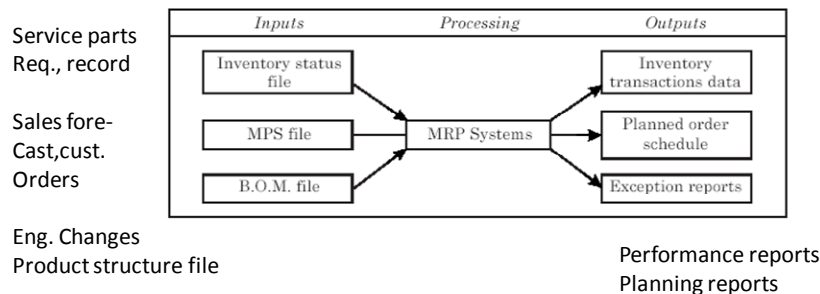 Service parts
Req., record
Sales fore-
Cast,cust.
Orders
Eng. Changes
Product structure file
Inputs
Processing
Outputs
Inventory status
file
MPS file
B.O.M. file
MRP Systems
Inventory
transactions data
Planned order
schedule
Exception reports
Performance reports
Planning reports